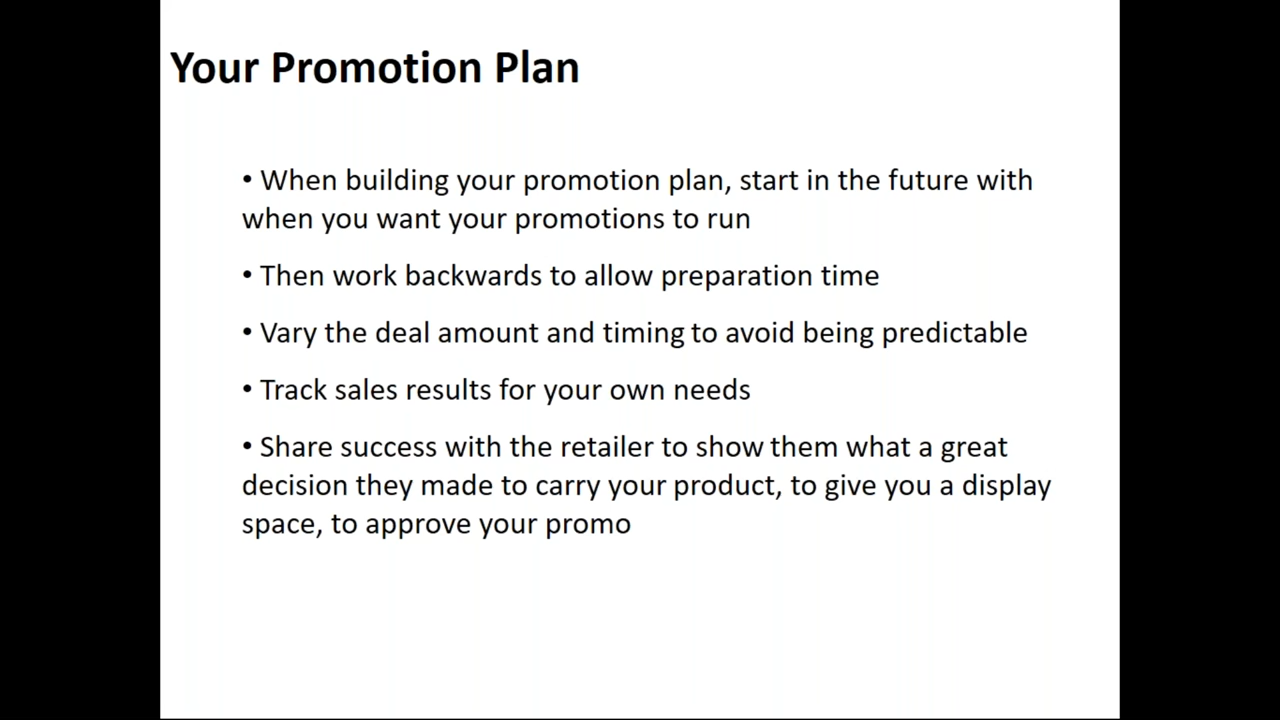 Your Promotion Plan
• When building your promotion plan, start in the future with
when you want your promotions to run
• Then work backwards to allow preparation time
• Vary the deal amount and timing to avoid being predictable
• Track sales results for your own needs
• Share success with the retailer to show them what a great
decision they made to carry your product, to give you a display
space, to approve your promo